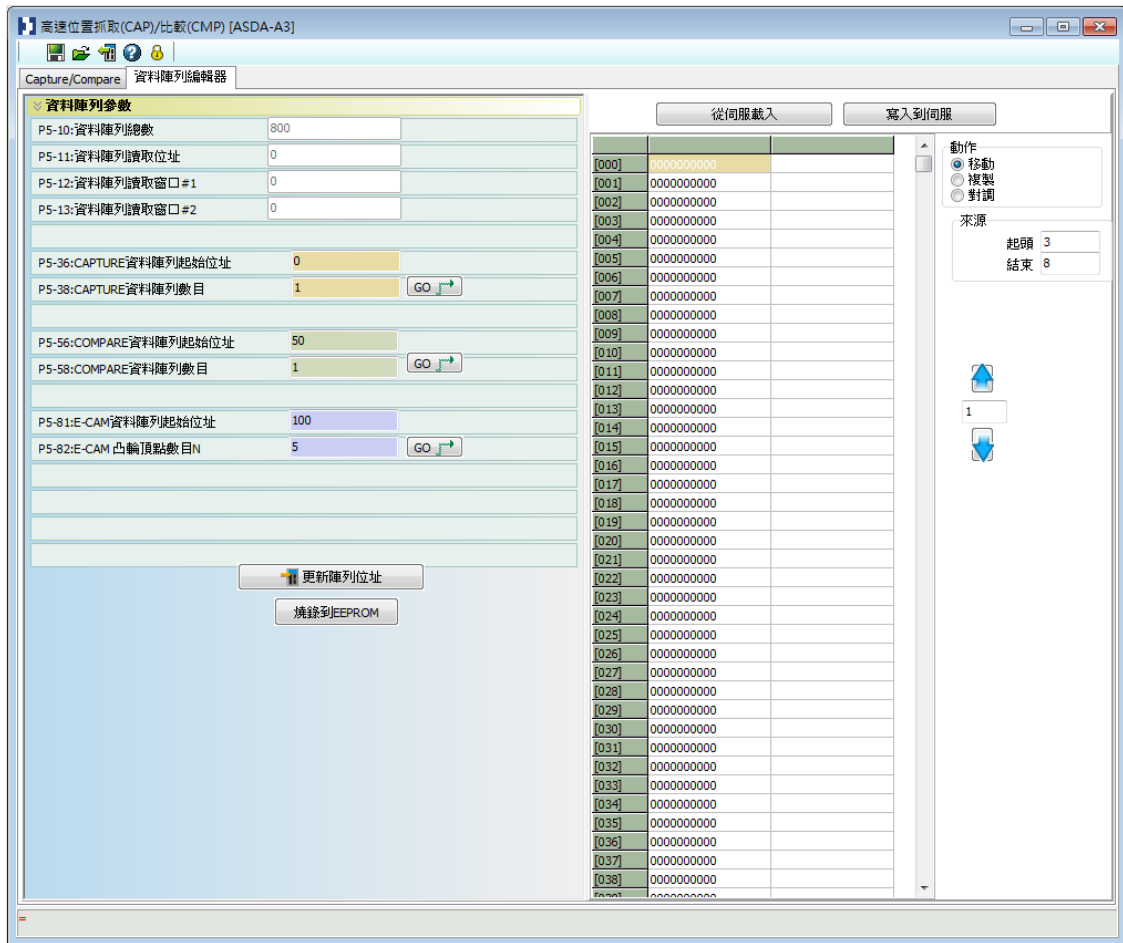 高速位置抓取(CAP)/比較(CMP) [ASDA-A3]
Capture/Compare 資料陣列編輯器
資料陣列參數
P5-10:資料陣列總數 800
P5-11:資料陣列讀取位址 0
P5-12:資料陣列讀取窗口#1 0
P5-13:資料陣列讀取窗口#2 0
P5-36:CAPTURE資料陣列起始位址 0
P5-38:CAPTURE資料陣列數目 1 GO
P5-56:COMPARE資料陣列起始位址 50
P5-58:COMPARE資料陣列數目 1 GO
P5-81:E-CAM資料陣列起始位址 100
P5-82:E-CAM 凸輪頂點數目N 5 GO
更新陣列位址
燒錄到EEPROM
從伺服載入 寫入到伺服
[000] 0000000000
[001] 0000000000
[002] 0000000000
[003] 0000000000
[004] 0000000000
[005] 0000000000
[006] 0000000000
[007] 0000000000
[008] 0000000000
[009] 0000000000
[010] 0000000000
[011] 0000000000
[012] 0000000000
[013] 0000000000
[014] 0000000000
[015] 0000000000
[016] 0000000000
[017] 0000000000
[018] 0000000000
[019] 0000000000
[020] 0000000000
[021] 0000000000
[022] 0000000000
[023] 0000000000
[024] 0000000000
[025] 0000000000
[026] 0000000000
[027] 0000000000
[028] 0000000000
[029] 0000000000
[030] 0000000000
[031] 0000000000
[032] 0000000000
[033] 0000000000
[034] 0000000000
[035] 0000000000
[036] 0000000000
[037] 0000000000
[038] 0000000000
動作
移動
複製
對調
來源
起頭 3
結束 8
1
=